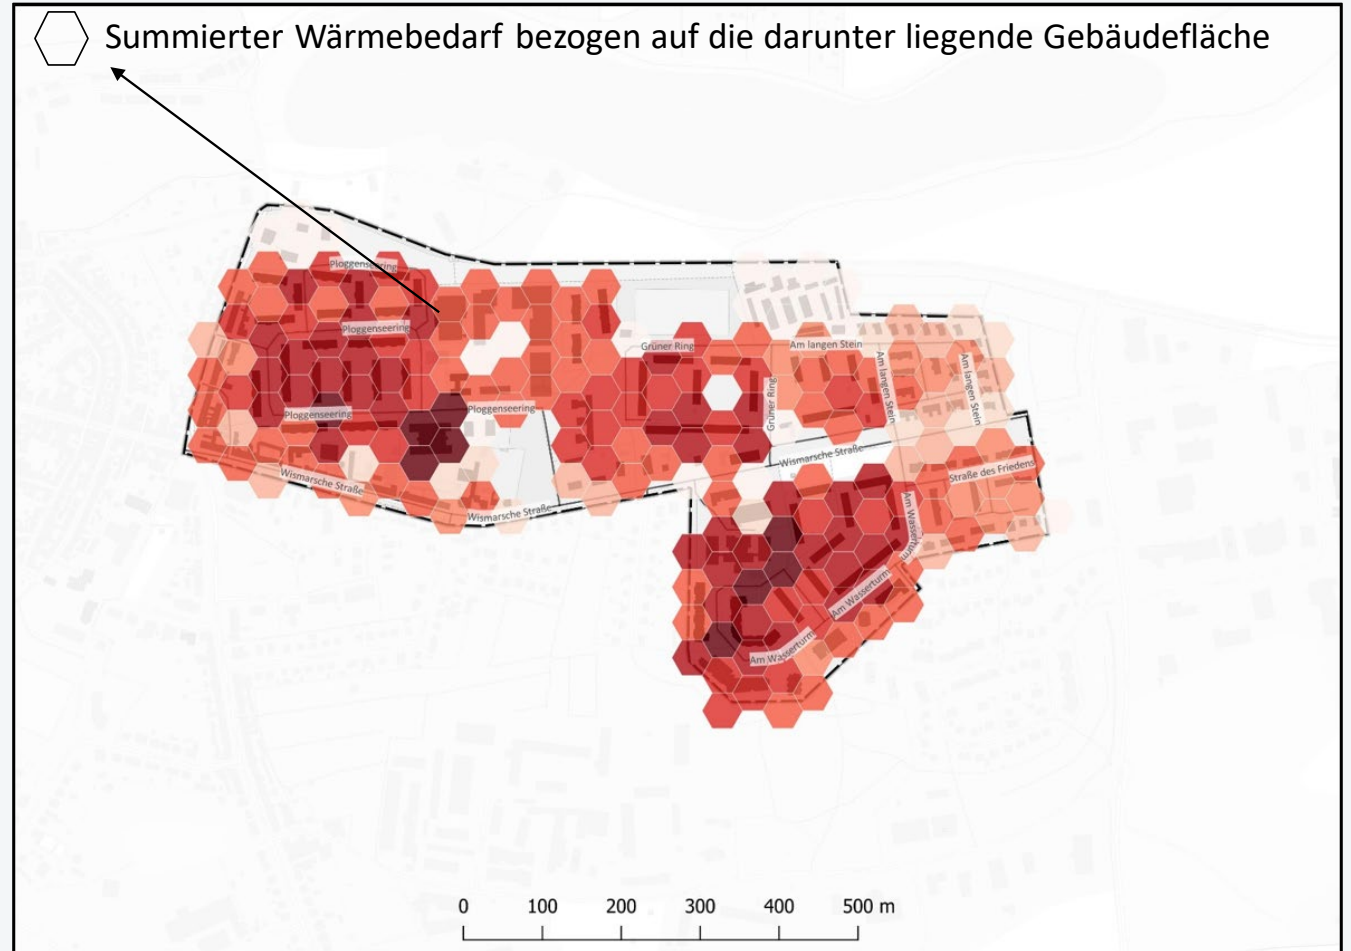 Summierter Wärmebedarf bezogen auf die darunter liegende Gebäudefläche
Ploggenseering
Ploggenseering
Grüner Ring
Am langen Stein
Am langen Stein
Am langen Stein
Grüner Ring
Ploggenseering
Ploggenseering
Wismarsche Straße
Straße des Friedens
Wismarsche Straße
Wismarsche Straße
Am Wasserturm
Am Wasserturm
Am Wasserturm
0 100 200 300 400 500 m